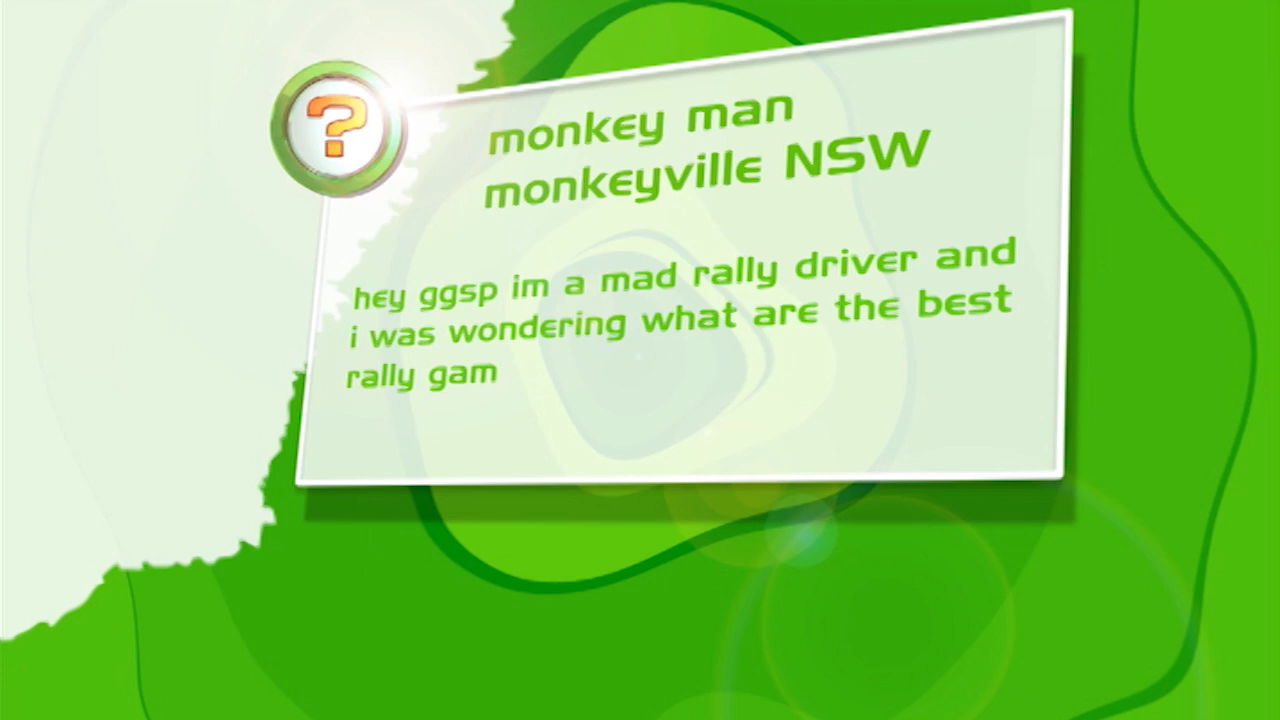 ?
monkey man
monkeyville NSW
hey ggsp im a mad rally driver and
i was wondering what are the best
rally gam